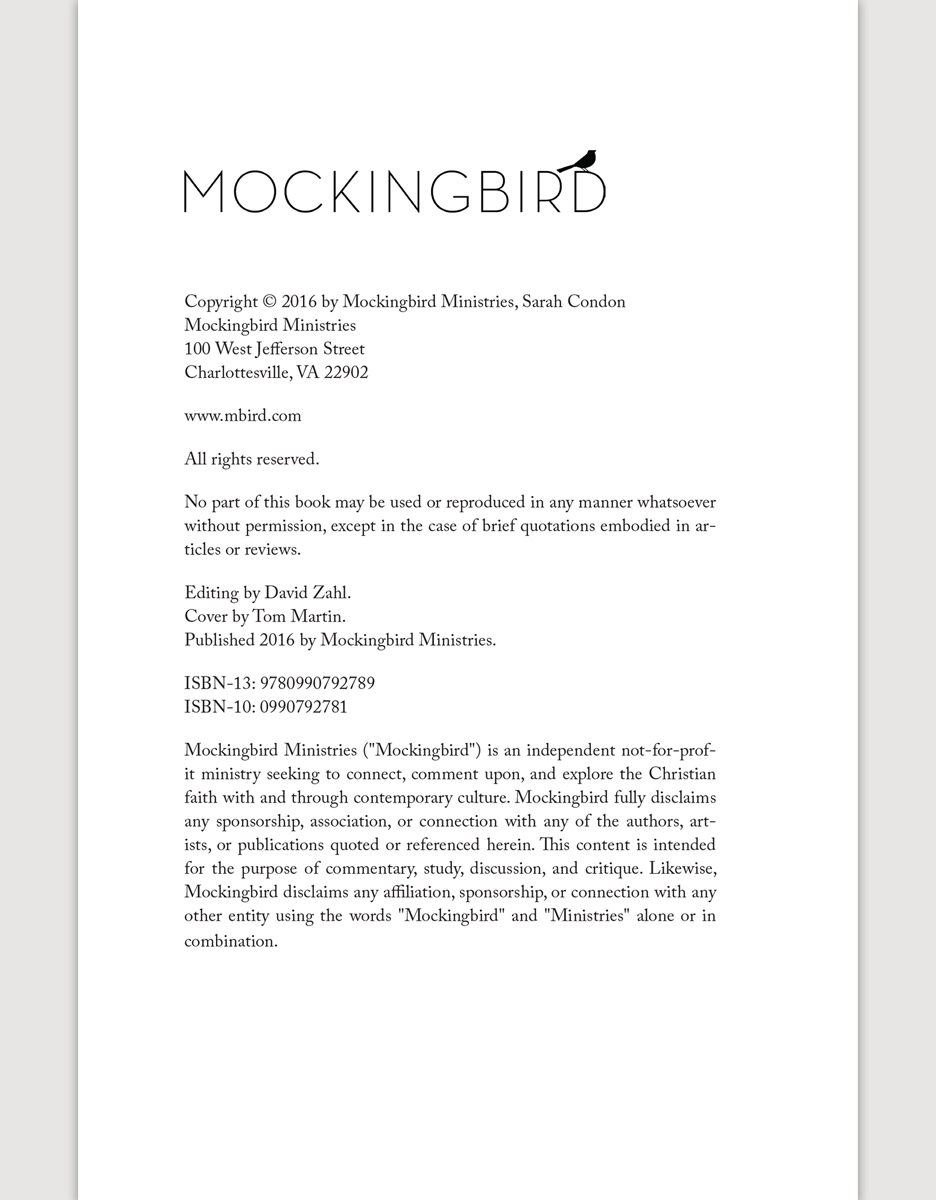 MOCKINGBIRD
Copyright © 2016 by Mockingbird Ministries, Sarah Condon
Mockingbird Ministries
100 West Jefferson Street
Charlottesville, VA 22902
www.mbird.com
All rights reserved.
No part of this book may be used or reproduced in any manner whatsoever
without permission, except in the case of brief quotations embodied in ar-
ticles or reviews.
Editing by David Zahl.
Cover by Tom Martin.
Published 2016 by Mockingbird Ministries.
ISBN-13: 9780990792789
ISBN-10: 0990792781
Mockingbird Ministries ("Mockingbird") is an independent not-for-prof-
it ministry seeking to connect, comment upon, and explore the Christian
faith with and through contemporary culture. Mockingbird fully disclaims
any sponsorship, association, or connection with any of the authors, art-
ists, or publications quoted or referenced herein. This content is intended
for the purpose of commentary, study, discussion, and critique. Likewise,
Mockingbird disclaims any affiliation, sponsorship, or connection with any
other entity using the words "Mockingbird" and "Ministries" alone or in
combination.